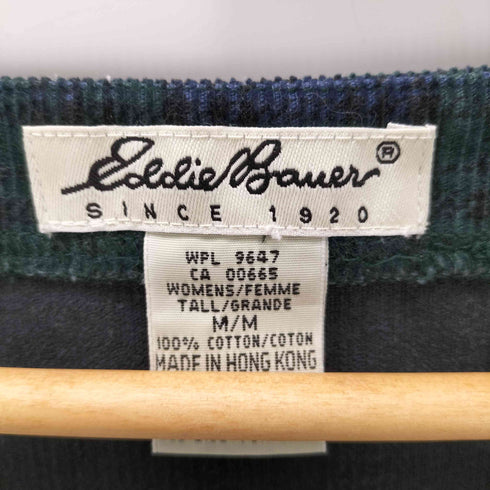 Eddie Bauer®
SINCE 1920
WPL 9647
CA 00665
WOMENS/FEMME
TALL/GRANDE
M/M
100% COTTON/COTON
MADE IN HONG KONG